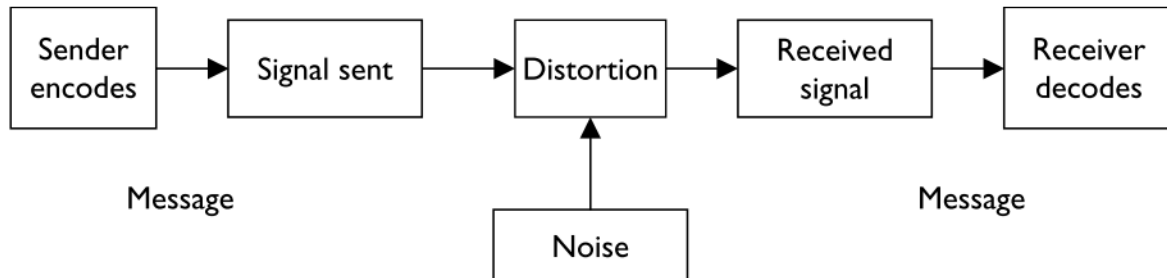 Sender
encodes
Signal sent
Distortion
Received
signal
Receiver
decodes
Message
Message
Noise